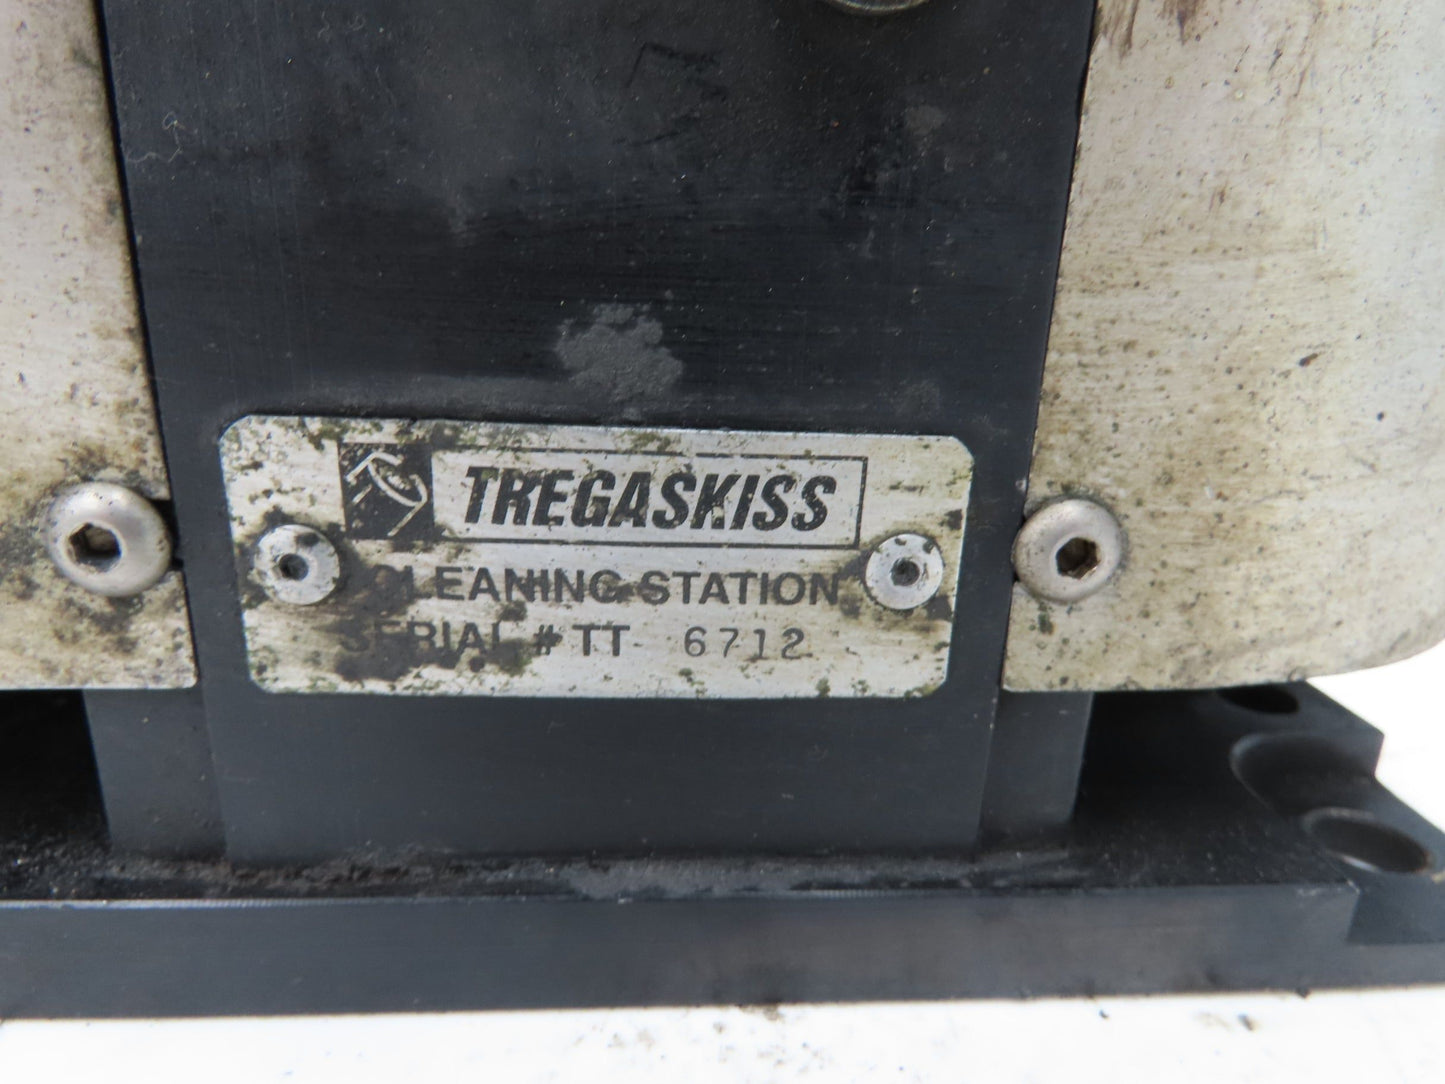 TREGASKISS
CLEANING STATION
SERIAL # TT 6712